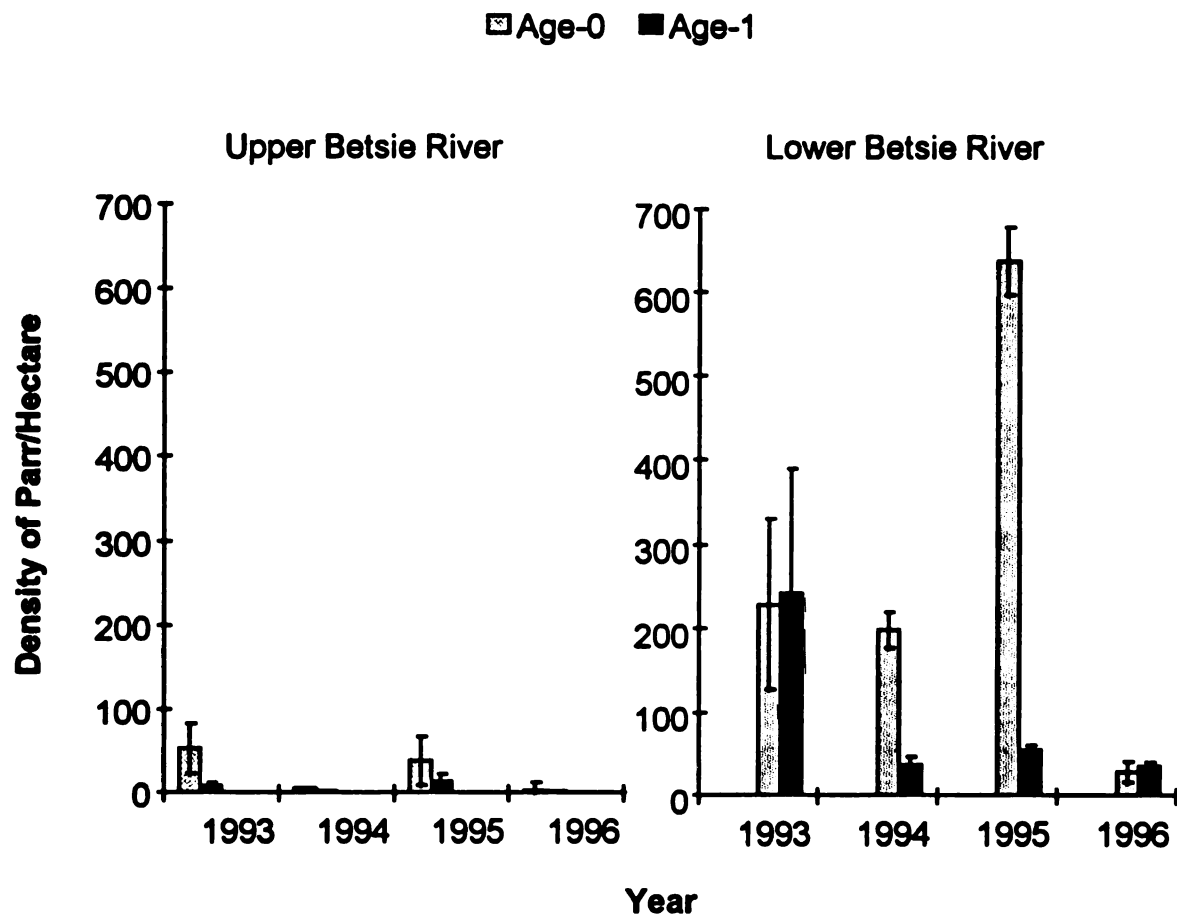 Age-0 Age-1
Upper Betsie River
Lower Betsie River
Density of Parr/Hectare
700
600
500
400
300
200
100
0
1993 1994 1995 1996
700
600
500
400
300
200
100
0
1993 1994 1995 1996
Year